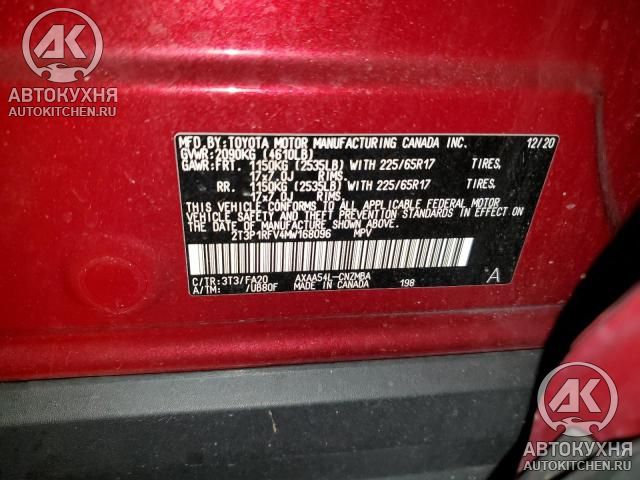 АВТОКУХНЯ
AUTOKITCHEN.RU
MFD.BY:TOYOTA MOTOR MANUFACTURING CANADA INC. 12/20
GVWR:2090KG (4610LB)
GAWR:FRT. 1150KG (2535LB) WITH 225/65R17 TIRES,
17x7.0J RIMS,
RR. 1150KG (2535LB) WITH 225/65R17 TIRES,
17x7.0J RIMS,
THIS VEHICLE CONFORMS TO ALL APPLICABLE FEDERAL MOTOR
VEHICLE SAFETY AND THEFT PREVENTION STANDARDS IN EFFECT ON
THE DATE OF MANUFACTURE SHOWN ABOVE.
2T3P1RFV4MW168096 MPV
C/TR:3T3/FA20 AXAA54L-CNZMBA
A/TM: /UB80F MADE IN CANADA 198 A
AK
АВТОКУХНЯ
AUTOKITCHEN.RU